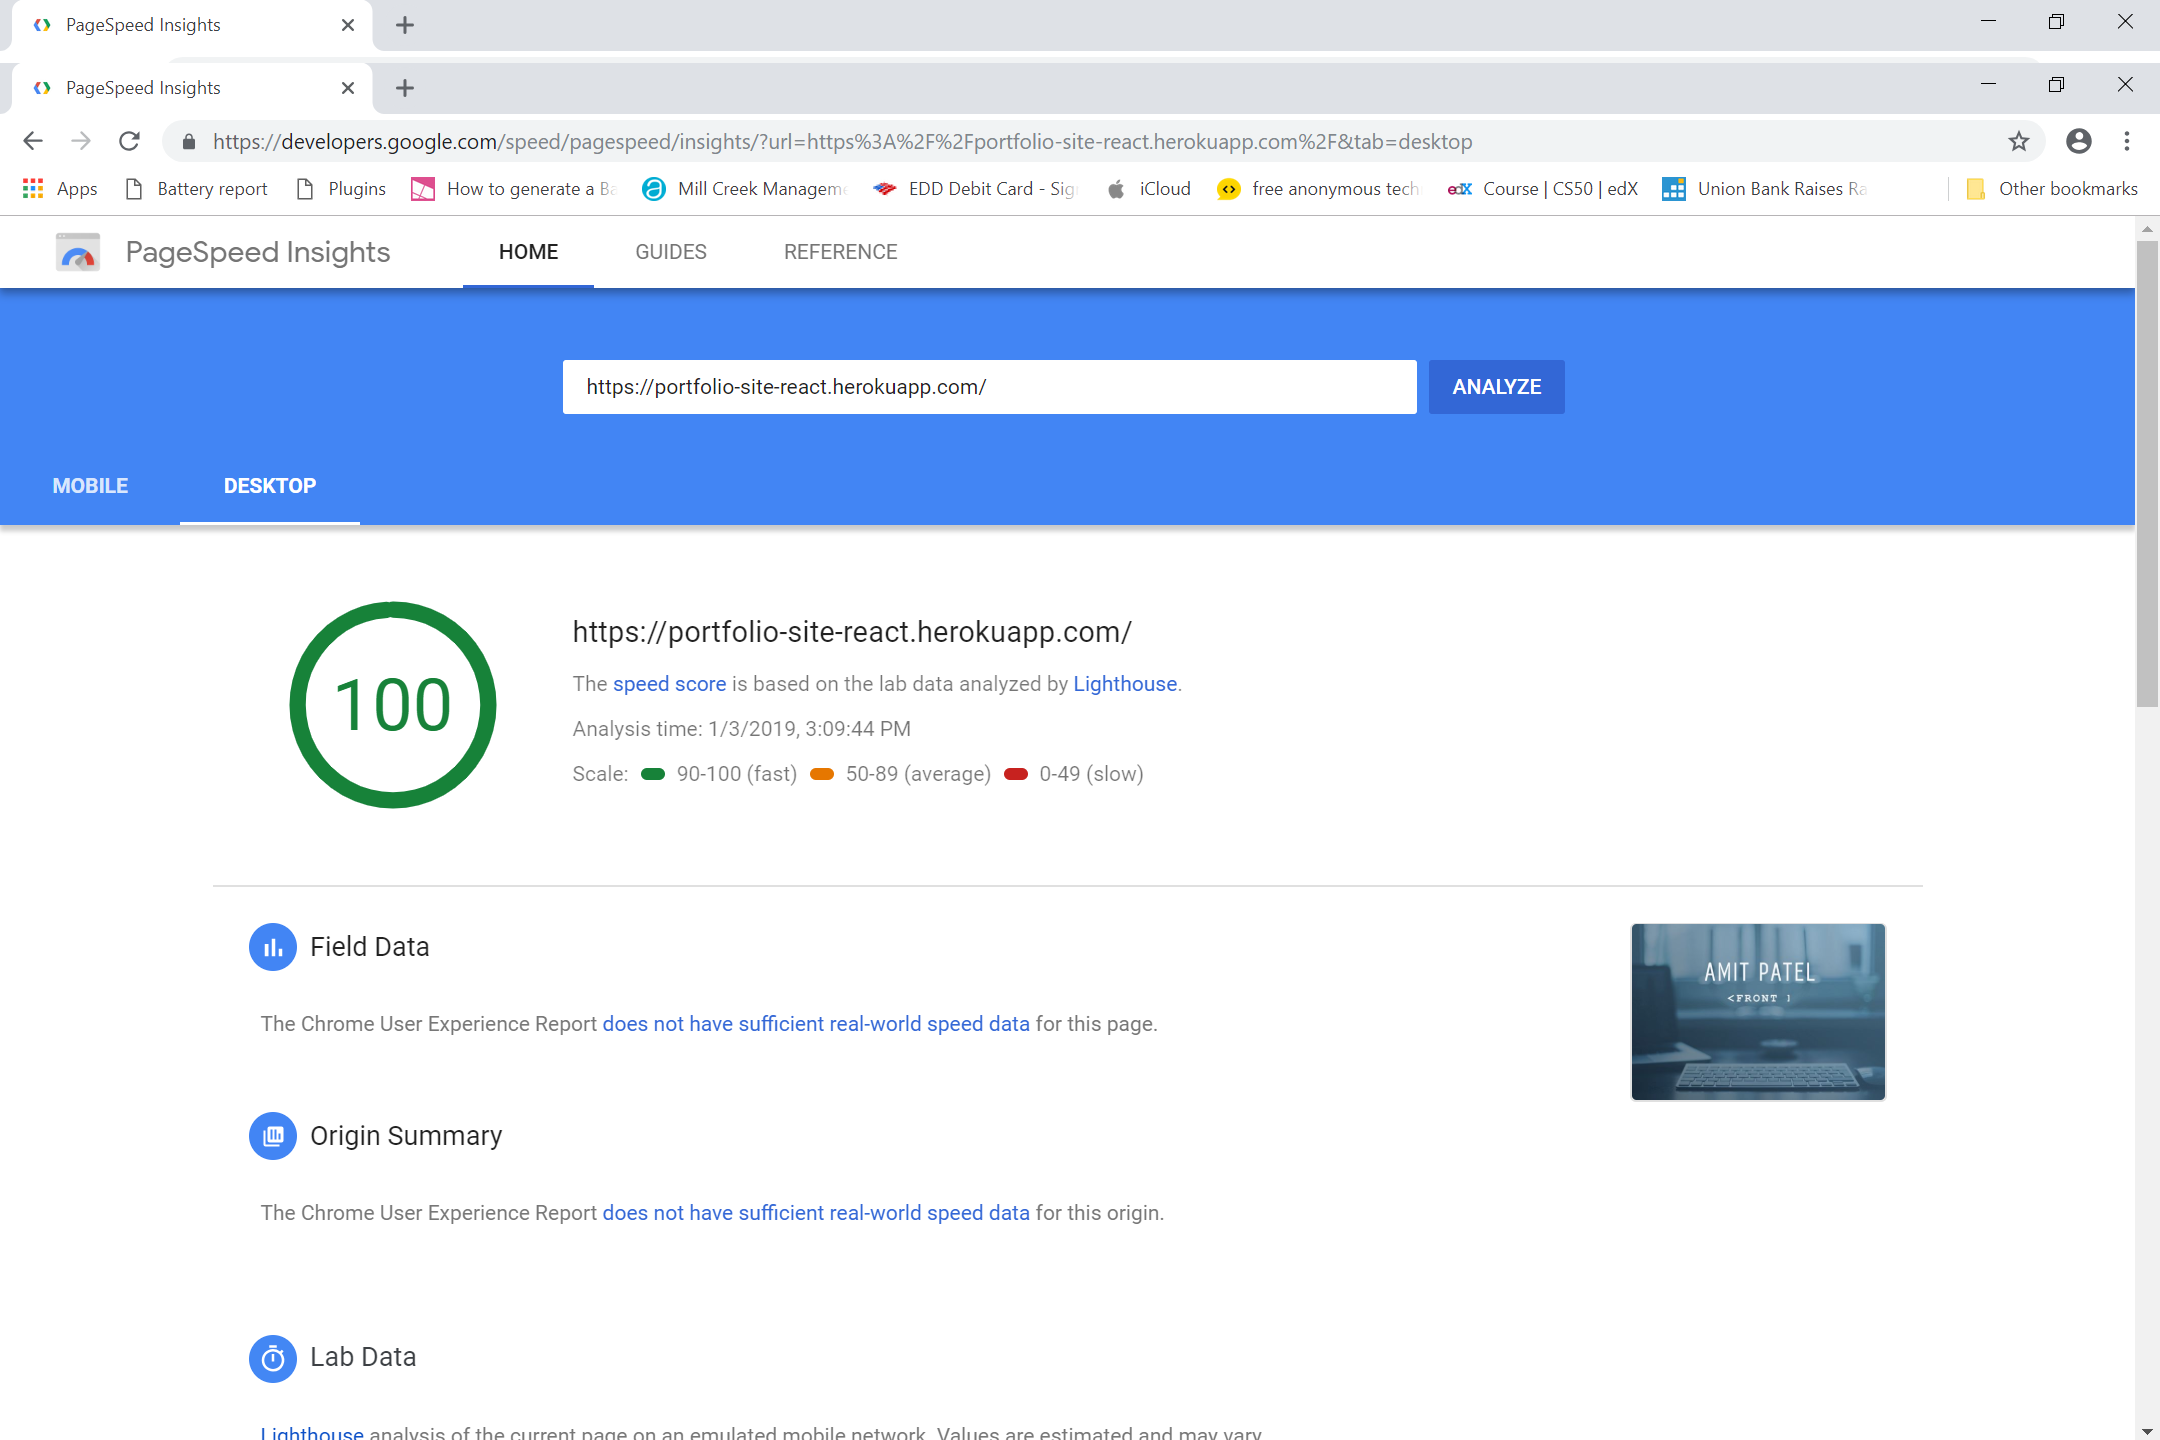 PageSpeed Insights
PageSpeed Insights
https://developers.google.com/speed/pagespeed/insights/?url=https%3A%2F%2Fportfolio-site-react.herokuapp.com%2F&tab=desktop
Apps Battery report Plugins How to generate a Ba Mill Creek Managem EDD Debit Card - Sig iCloud free anonymous tech edX Course | CS50 | edX Union Bank Raises Ra Other bookmarks
PageSpeed Insights HOME GUIDES REFERENCE
https://portfolio-site-react.herokuapp.com/ ANALYZE
MOBILE DESKTOP
100
https://portfolio-site-react.herokuapp.com/
The speed score is based on the lab data analyzed by Lighthouse.
Analysis time: 1/3/2019, 3:09:44 PM
Scale: 90-100 (fast) 50-89 (average) 0-49 (slow)
Field Data
AMIT PATEL
<FRONT
The Chrome User Experience Report does not have sufficient real-world speed data for this page.
Origin Summary
The Chrome User Experience Report does not have sufficient real-world speed data for this origin.
Lab Data
Lighthouse analysis of the current page on an emulated mobile network. Values are estimated and may vary.